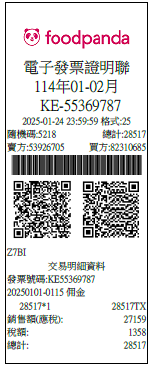 foodpanda
電子發票證明聯
114年01-02月
KE-55369787
2025-01-24 23:59:59 格式:25
隨機碼:5218 總計:28517
賣方:53926705 買方:82310685
Z7BI
交易明細資料
發票號碼:KE55369787
20250101-0115 佣金
28517*1 28517TX
銷售額(應稅): 27159
稅額: 1358
總計: 28517